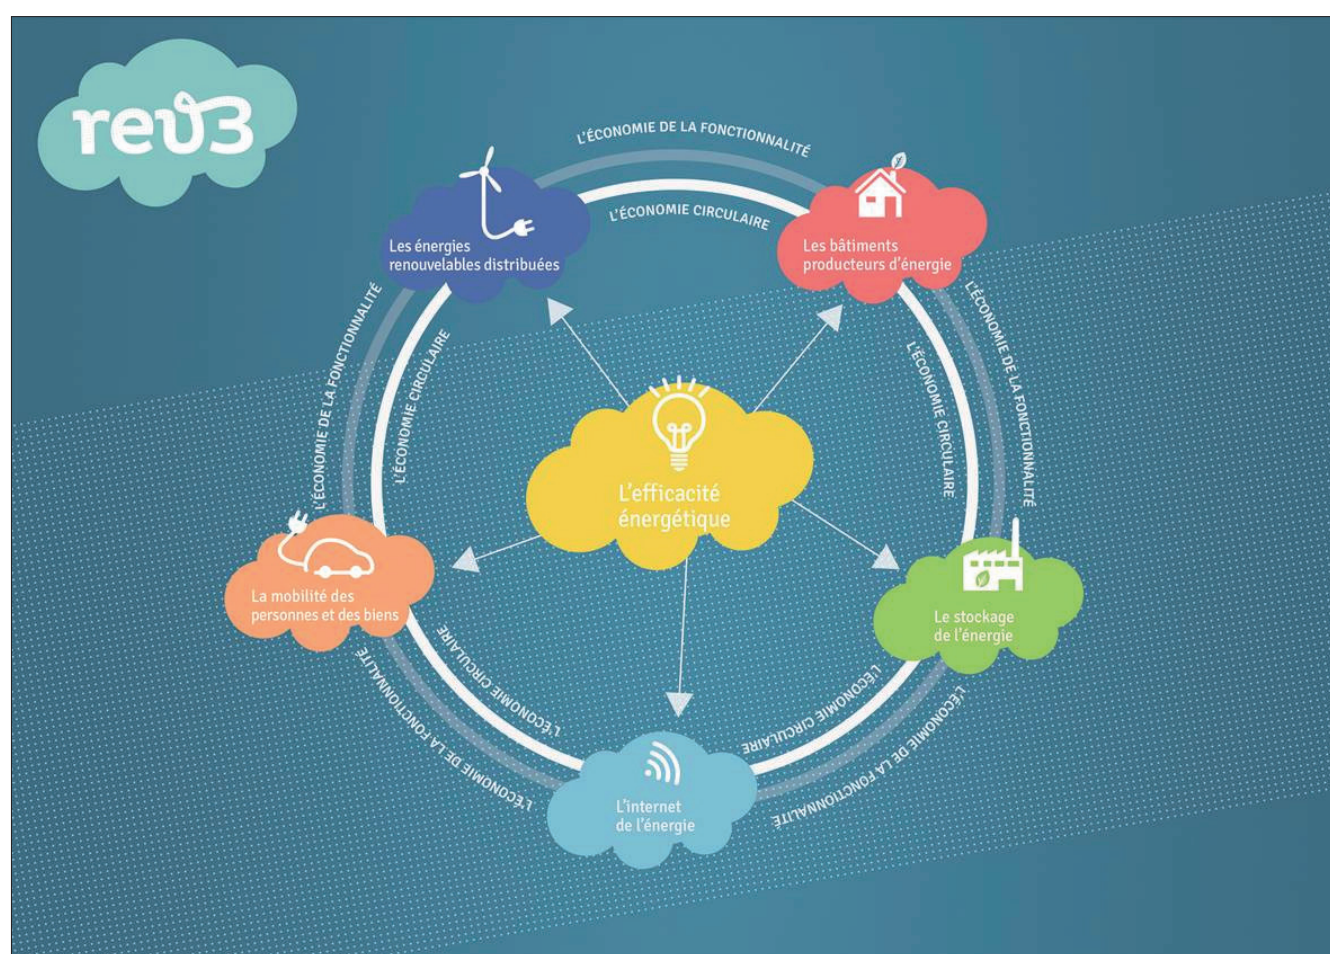 rev3
L'ÉCONOMIE DE LA FONCTIONNALITÉ
L'ÉCONOMIE CIRCULAIRE
Les énergies
renouvelables distribuées
Les bâtiments
producteurs d'énergie
L'ÉCONOMIE DE LA FONCTIONNALITÉ
L'ÉCONOMIE CIRCULAIRE
L'ÉCONOMIE CIRCULAIRE
L'ÉCONOMIE DE LA FONCTIONNALITÉ
L'efficacité
énergétique
La mobilité des
personnes et des biens
Le stockage
de l'énergie
L'ÉCONOMIE DE LA FONCTIONNALITÉ
L'ÉCONOMIE CIRCULAIRE
L'ÉCONOMIE CIRCULAIRE
L'ÉCONOMIE DE LA FONCTIONNALITÉ
L'internet
de l'énergie